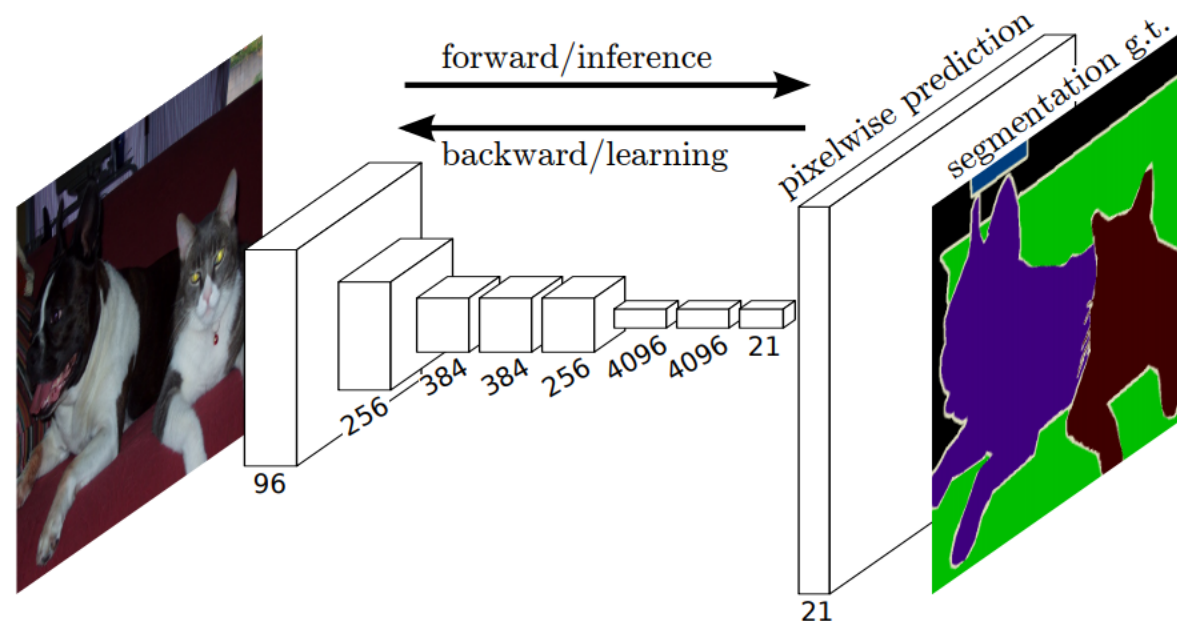 forward/inference
backward/learning
pixelwise prediction
segmentation g.t.
96
256
384
384
256
4096
4096
21
21